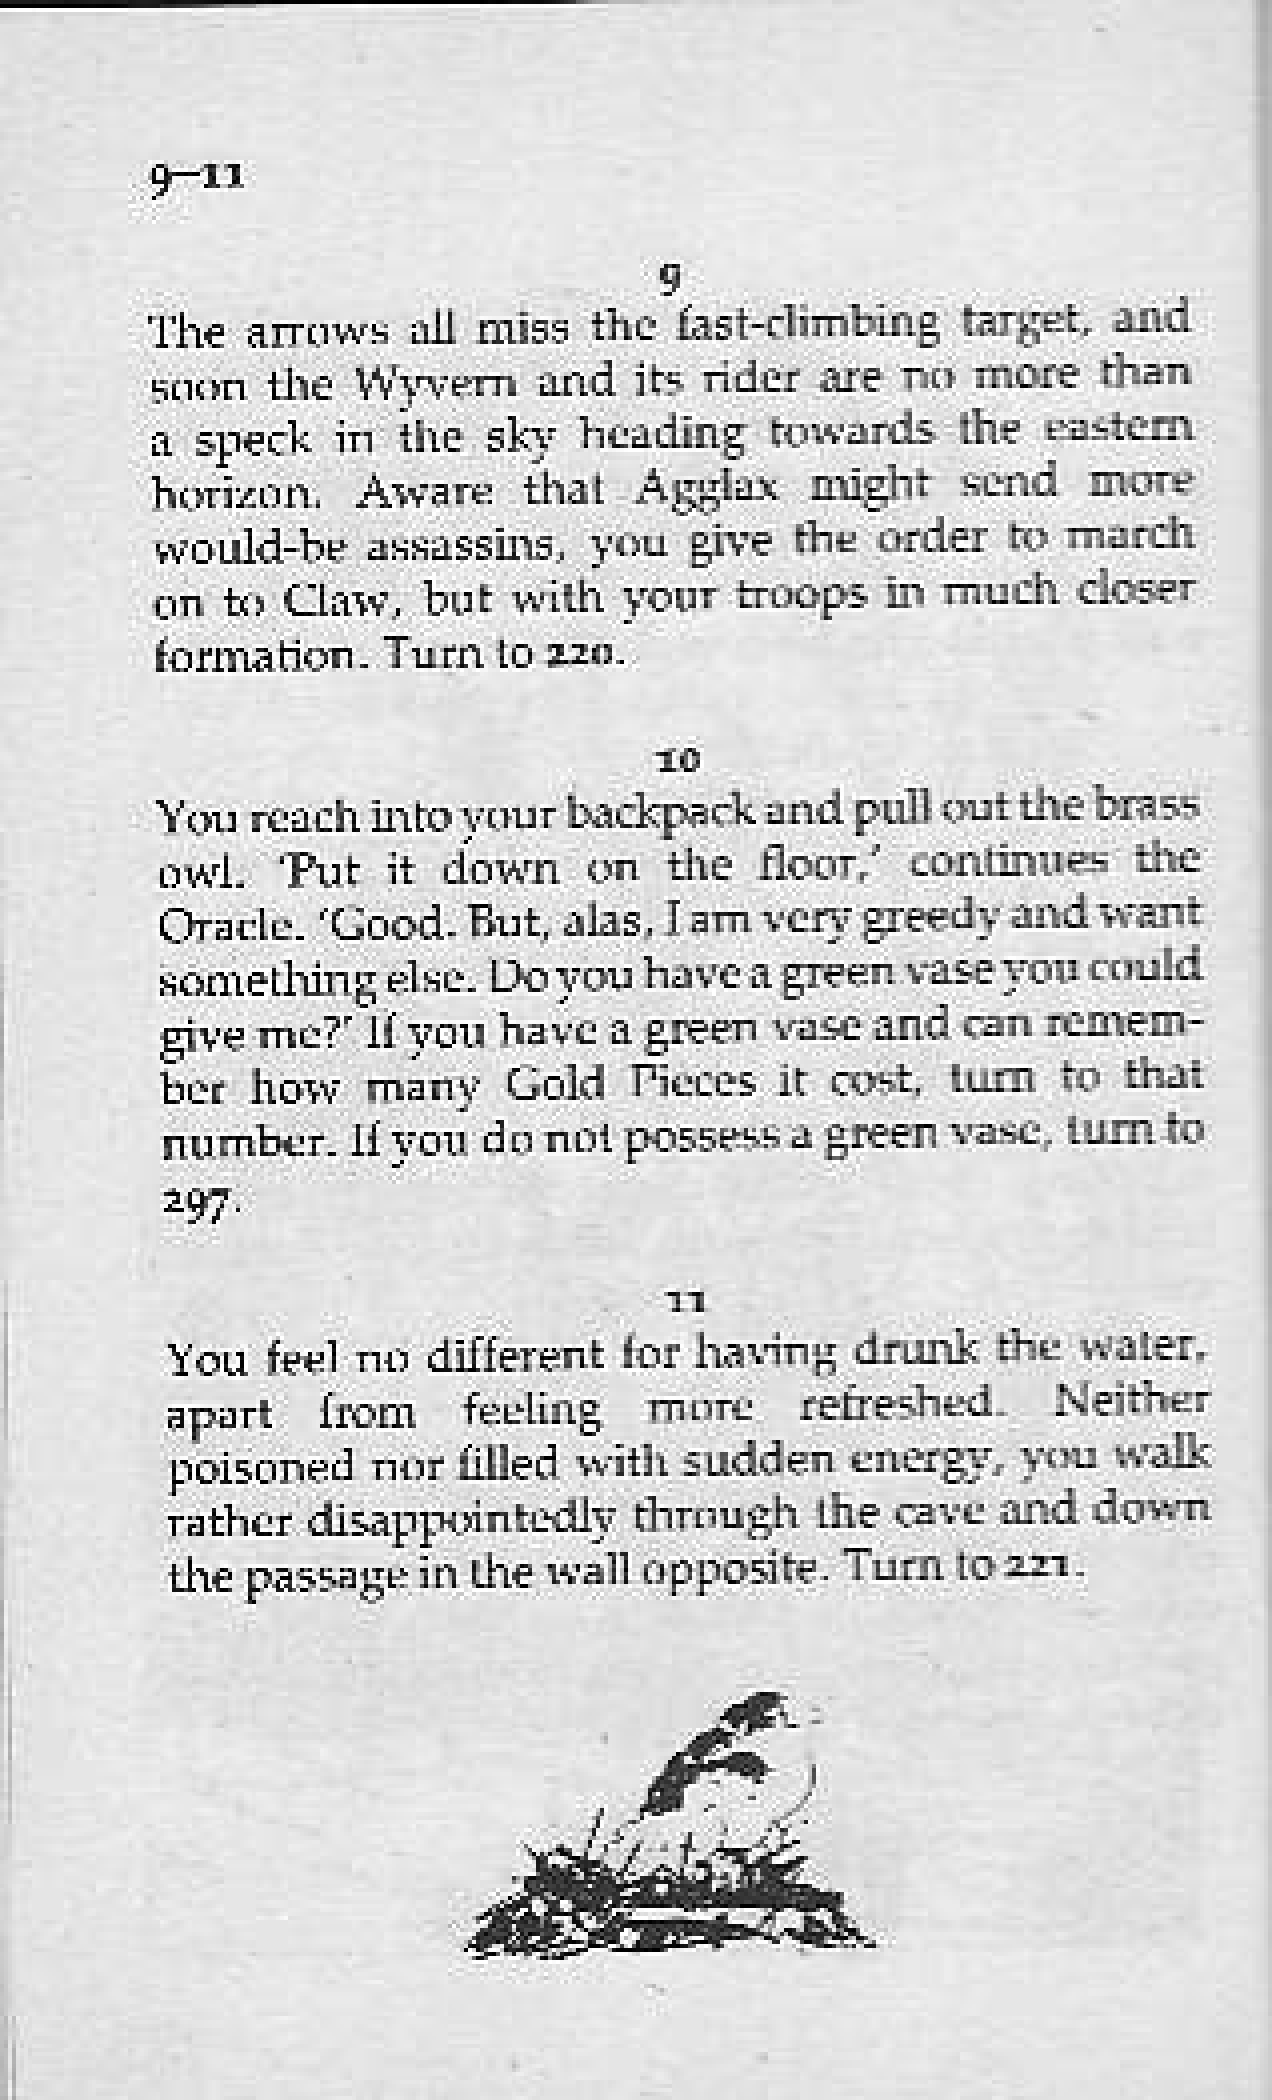 9–11
9
The arrows all miss the fast-climbing target, and
soon the Wyvern and its rider are no more than
a speck in the sky heading towards the eastern
horizon. Aware that Agglax might send more
would-be assassins, you give the order to march
on to Claw, but with your troops in much closer
formation. Turn to 220.
10
You reach into your backpack and pull out the brass
owl. 'Put it down on the floor,' continues the
Oracle. 'Good. But, alas, I am very greedy and want
something else. Do you have a green vase you could
give me?' If you have a green vase and can remem-
ber how many Gold Pieces it cost, turn to that
number. If you do not possess a green vase, turn to
297.
11
You feel no different for having drunk the water,
apart from feeling more refreshed. Neither
poisoned nor filled with sudden energy, you walk
rather disappointedly through the cave and down
the passage in the wall opposite. Turn to 221.